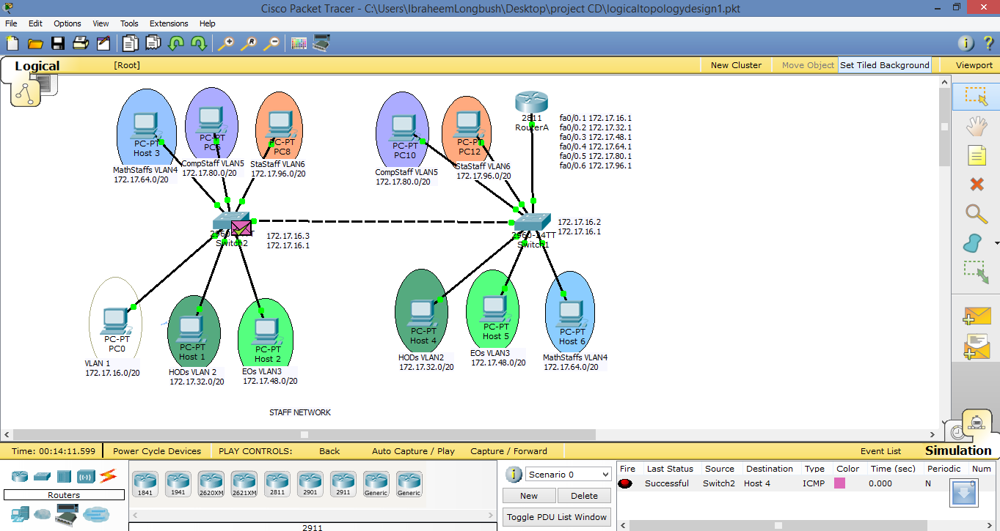 Cisco Packet Tracer - C:\Users\IbraheemLongbush\Desktop\project CD\logicaltopologydesign1.pkt
File Edit Options View Tools Extensions Help
Logical [Root] New Cluster Move Object Set Tiled Background Viewport
PC-PT
Host 3
MathStaffs VLAN4
172.17.64.0/20
PC-PT
CompStaff VLAN5
172.17.80.0/20
PC-PT
PC8
StaStaff VLAN6
172.17.96.0/20
PC-PT
PC10
CompStaff VLAN5
172.17.80.0/20
PC-PT
PC12
StaStaff VLAN6
172.17.96.0/20
2811
RouterA
fa0/0.1 172.17.16.1
fa0/0.2 172.17.32.1
fa0/0.3 172.17.48.1
fa0/0.4 172.17.64.1
fa0/0.5 172.17.80.1
fa0/0.6 172.17.96.1
Switch2
172.17.16.3
172.17.16.1
2960-24TT
Switch1
172.17.16.2
172.17.16.1
PC-PT
PC0
VLAN 1
172.17.16.0/20
PC-PT
Host 1
HODs VLAN 2
172.17.32.0/20
PC-PT
Host 2
EOs VLAN3
172.17.48.0/20
PC-PT
Host 4
HODs VLAN2
172.17.32.0/20
PC-PT
Host 5
EOs VLAN3
172.17.48.0/20
PC-PT
Host 6
MathStaffs VLAN4
172.17.64.0/20
STAFF NETWORK
Time: 00:14:11.599 Power Cycle Devices PLAY CONTROLS: Back Auto Capture / Play Capture / Forward Event List Simulation
Routers
1841 1941 2620XM 2621XM 2811 2901 2911 Generic Generic
2911
Scenario 0
New Delete
Toggle PDU List Window
Fire Last Status Source Destination Type Color Time (sec) Periodic Num
Successful Switch2 Host 4 ICMP 0.000 N 0